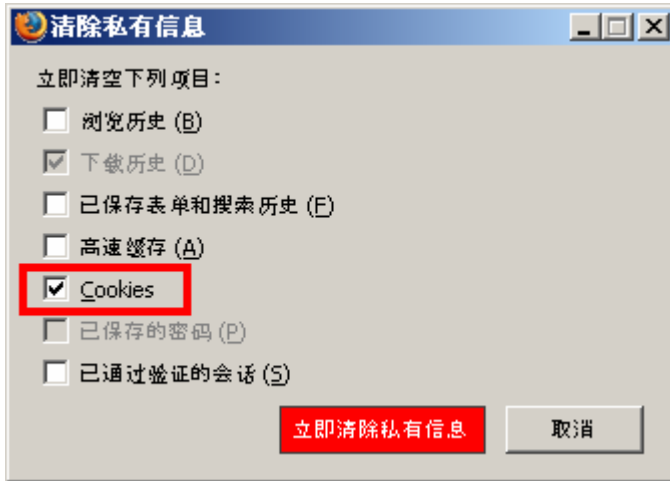 清除私有信息
立即清空下列项目:
浏览历史 (B)
下载历史 (D)
已保存表单和搜索历史 (F)
高速缓存 (A)
Cookies
已保存的密码 (P)
已通过验证的会话 (S)
立即清除私有信息 取消